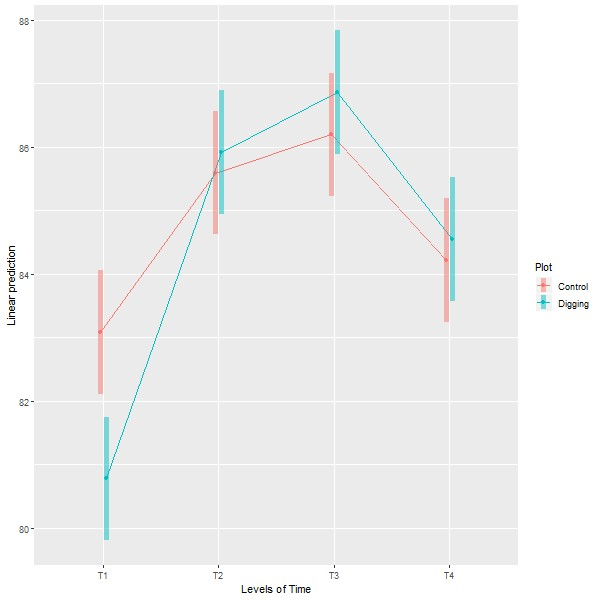 88
86
84
82
80
Linear prediction
T1 T2 T3 T4
Levels of Time
Plot
Control
Digging